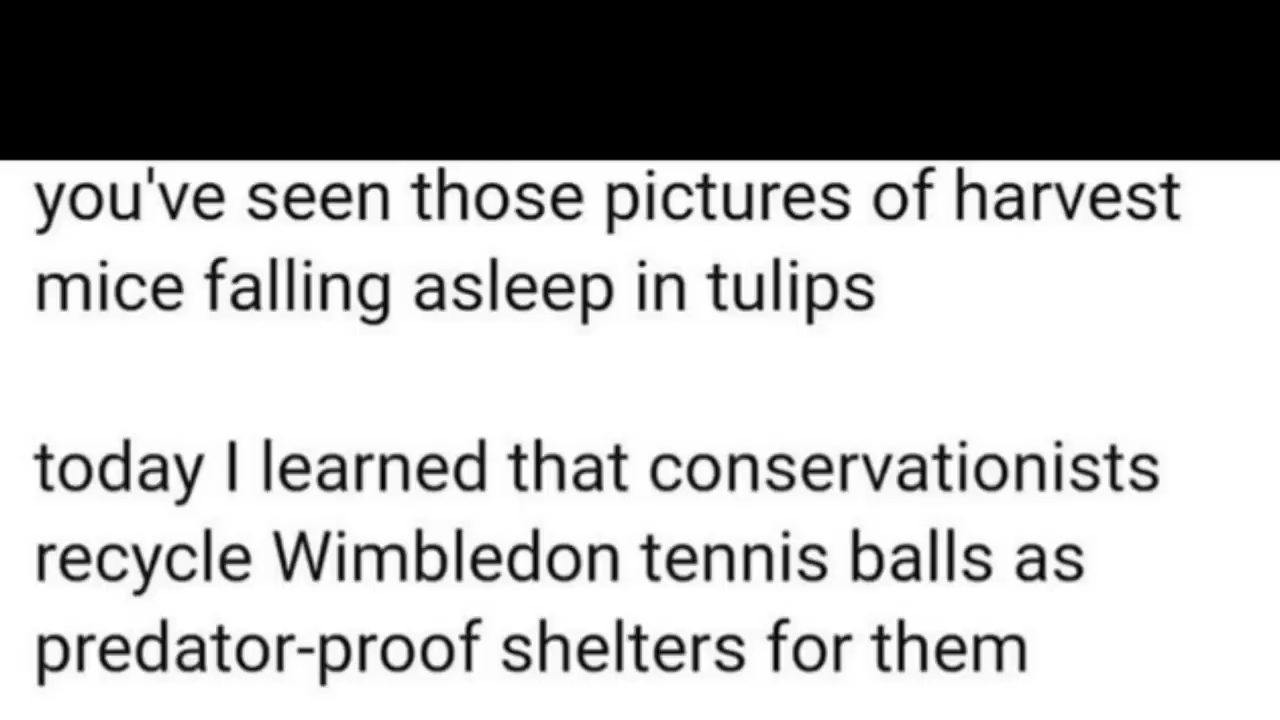 you've seen those pictures of harvest
mice falling asleep in tulips
today I learned that conservationists
recycle Wimbledon tennis balls as
predator-proof shelters for them